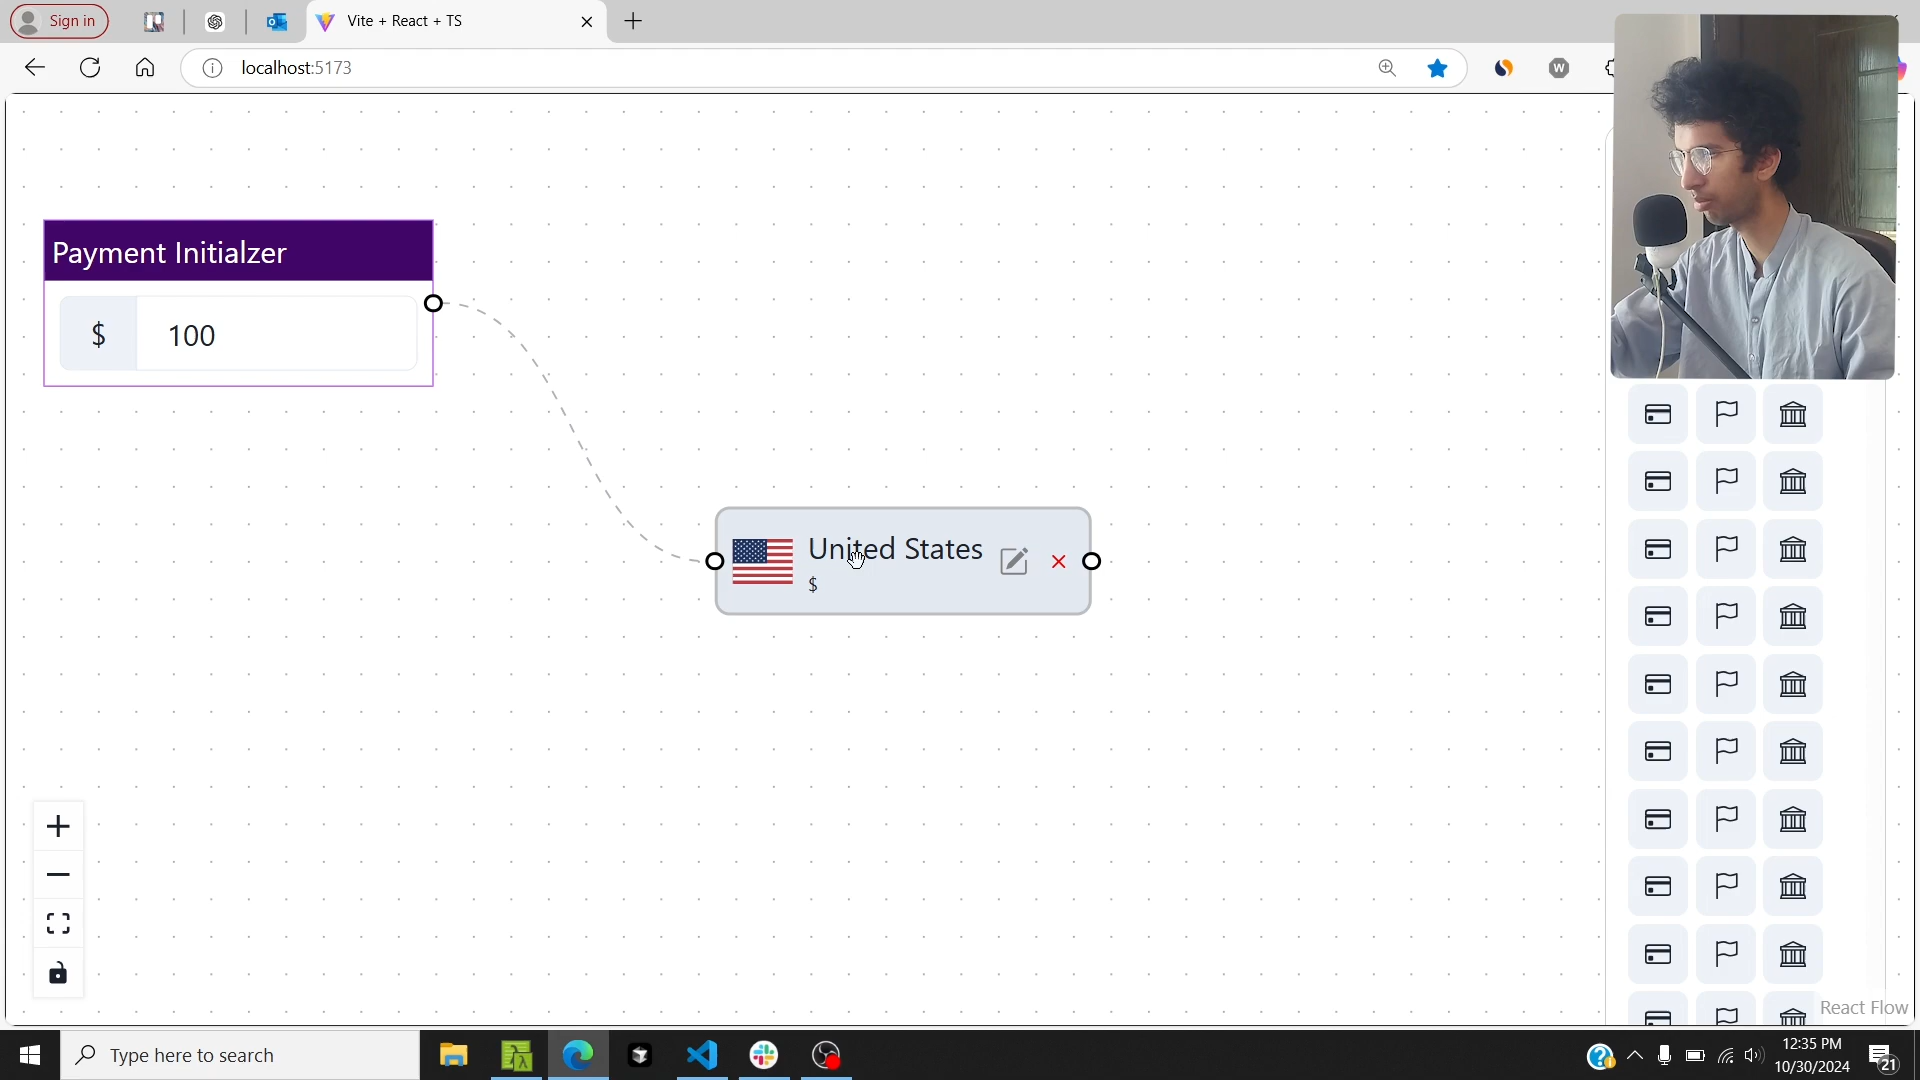 Sign in
Vite + React + TS
localhost:5173
W
Payment Initialzer
$ 100
United States
$
React Flow
Type here to search
12:35 PM
10/30/2024
21